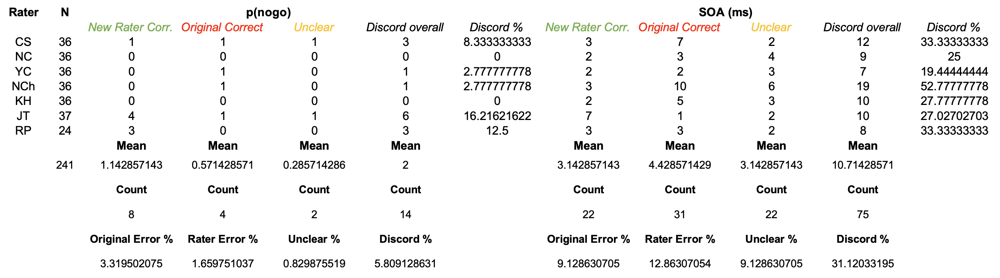 Rater N p(nogo) SOA (ms)
New Rater Corr. Original Correct Unclear Discord overall Discord % New Rater Corr. Original Correct Unclear Discord overall Discord %
CS 36 1 1 1 3 8.333333333 3 7 2 12 33.33333333
NC 36 0 0 0 0 0 2 3 4 9 25
YC 36 0 1 0 1 2.777777778 2 2 3 7 19.44444444
NCh 36 0 1 0 1 2.777777778 3 10 6 19 52.77777778
KH 36 0 0 0 0 0 2 5 3 10 27.77777778
JT 37 4 1 1 6 16.21621622 7 1 2 10 27.02702703
RP 24 3 0 0 3 12.5 3 3 2 8 33.33333333
Mean Mean Mean Mean Mean Mean Mean Mean
241 1.142857143 0.571428571 0.285714286 2 3.142857143 4.428571429 3.142857143 10.71428571
Count Count Count Count Count Count Count Count
8 4 2 14 22 31 22 75
Original Error % Rater Error % Unclear % Discord % Original Error % Rater Error % Unclear % Discord %
3.319502075 1.659751037 0.829875519 5.809128631 9.128630705 12.86307054 9.128630705 31.12033195